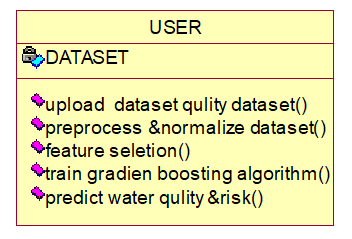 USER
DATASET
upload  dataset qulity dataset()
preprocess &normalize dataset()
feature seletion()
train gradien boosting algorithm()
predict water qulity &risk()